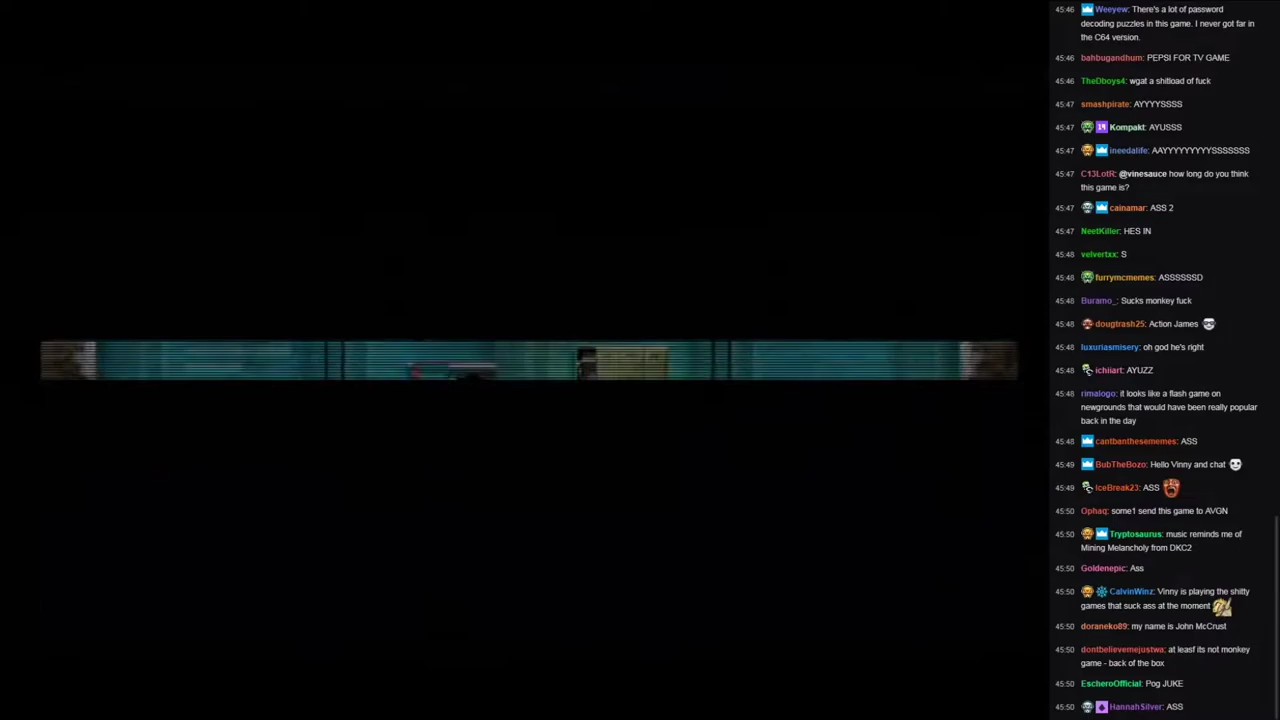 45:46 Weeyew: There's a lot of password
decoding puzzles in this game. I never got far in
the C64 version.
45:46 bahbugandhum: PEPSI FOR TV GAME
45:46 TheDboys4: wgat a shitload of fuck
45:47 smashpirate: AYYYYSSSS
45:47 Kompakt: AYUSSS
45:47 ineedalife: AAYYYYYYYYYSSSSSSS
45:47 C13LotR: @vinesauce how long do you think
this game is?
45:47 cainamar: ASS 2
45:47 NeetKiller: HES IN
45:48 velvertxx: S
45:48 furrymcmemes: ASSSSSSD
45:48 Buramo_: Sucks monkey fuck
45:48 dougtrash25: Action James
45:48 luxuriasmisery: oh god he's right
45:48 ichiiart: AYUZZ
45:48 rimalogo: it looks like a flash game on
newgrounds that would have been really popular
back in the day
45:48 cantbanthesememes: ASS
45:49 BubTheBozo: Hello Vinny and chat
45:49 IceBreak23: ASS
45:50 Ophaq: some1 send this game to AVGN
45:50 Tryptosaurus: music reminds me of
Mining Melancholy from DKC2
45:50 Goldenepic: Ass
45:50 CalvinWinz: Vinny is playing the shitty
games that suck ass at the moment
45:50 doraneko89: my name is John McCrust
45:50 dontbelievemejustwa: at leasf its not monkey
game - back of the box
45:50 EscheroOfficial: Pog JUKE
45:50 HannahSilver: ASS